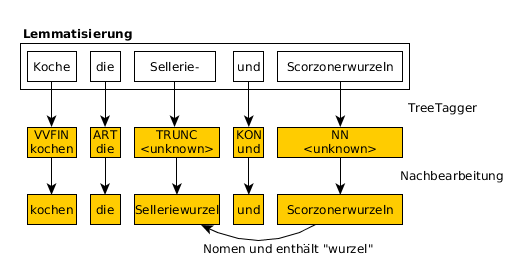 Lemmatisierung
Koche die Sellerie- und Scorzonerwurzeln
TreeTagger
VVFIN ART TRUNC KON NN
kochen die <unknown> und <unknown>
Nachbearbeitung
kochen die Selleriewurzel und Scorzonerwurzeln
Nomen und enthält "wurzel"